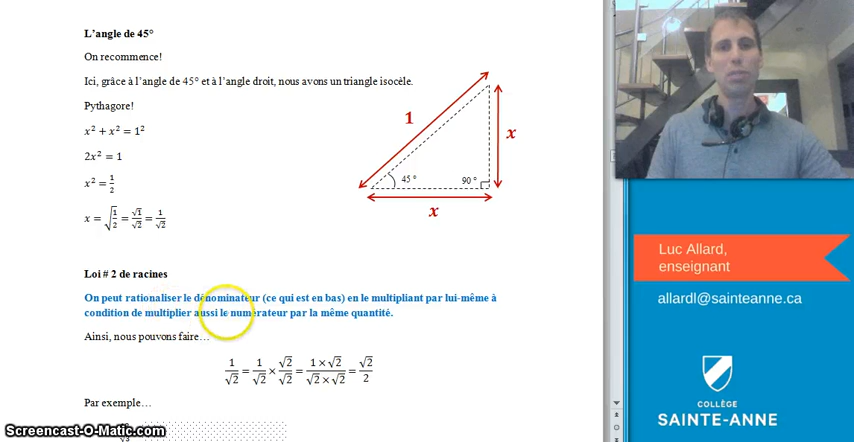 L'angle de 45°
On recommence!
Ici, grâce à l'angle de 45° et à l'angle droit, nous avons un triangle isocèle.
Pythagore!
x² + x² = 1²
2x² = 1
x² = 1/2
x = √(1/2) = √1/√2 = 1/√2
1
x
45 °
90 °
x
Loi # 2 de racines
On peut rationaliser le dénominateur (ce qui est en bas) en le multipliant par lui-même à
condition de multiplier aussi le numérateur par la même quantité.
Ainsi, nous pouvons faire…
1/√2 = 1/√2 × √2/√2 = (1 × √2)/(√2 × √2) = √2/2
Par exemple…
Luc Allard,
enseignant
allardl@sainteanne.ca
COLLÈGE
SAINTE-ANNE
Screencast-O-Matic.com